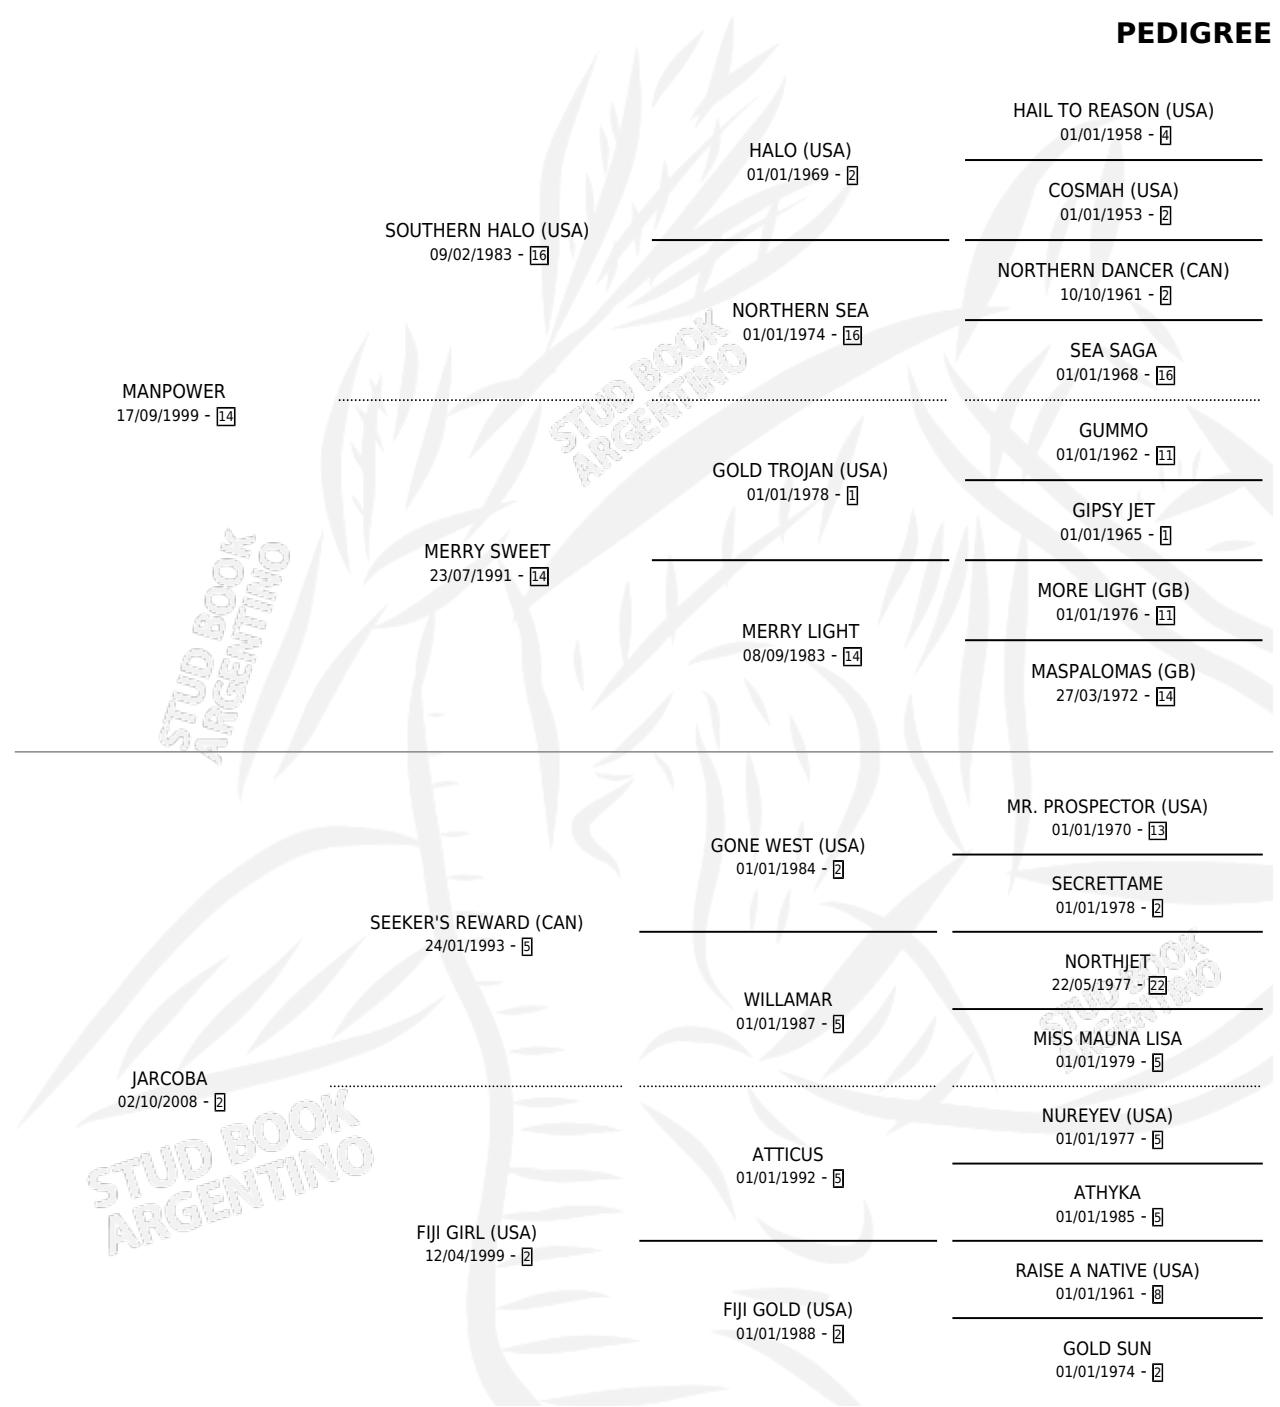 PEDIGREE
HAIL TO REASON (USA)
01/01/1958 - 4
HALO (USA)
01/01/1969 - 2
COSMAH (USA)
01/01/1953 - 2
SOUTHERN HALO (USA)
09/02/1983 - 16
NORTHERN DANCER (CAN)
10/10/1961 - 2
NORTHERN SEA
01/01/1974 - 16
SEA SAGA
01/01/1968 - 16
MANPOWER
17/09/1999 - 14
GUMMO
01/01/1962 - 11
GOLD TROJAN (USA)
01/01/1978 - 1
GIPSY JET
01/01/1965 - 1
MERRY SWEET
23/07/1991 - 14
MORE LIGHT (GB)
01/01/1976 - 11
MERRY LIGHT
08/09/1983 - 14
MASPALOMAS (GB)
27/03/1972 - 14
MR. PROSPECTOR (USA)
01/01/1970 - 13
GONE WEST (USA)
01/01/1984 - 2
SECRETTAME
01/01/1978 - 2
SEEKER'S REWARD (CAN)
24/01/1993 - 5
NORTHJET
22/05/1977 - 22
WILLAMAR
01/01/1987 - 5
MISS MAUNA LISA
01/01/1979 - 5
JARCOBA
02/10/2008 - 2
NUREYEV (USA)
01/01/1977 - 5
ATTICUS
01/01/1992 - 5
ATHYKA
01/01/1985 - 5
FIJI GIRL (USA)
12/04/1999 - 2
RAISE A NATIVE (USA)
01/01/1961 - 8
FIJI GOLD (USA)
01/01/1988 - 2
GOLD SUN
01/01/1974 - 2
STUD BOOK
ARGENTINO
STUD BOOK
ARGENTINO
STUD BOOK
ARGENTINO
STUD BOOK
ARGENTINO